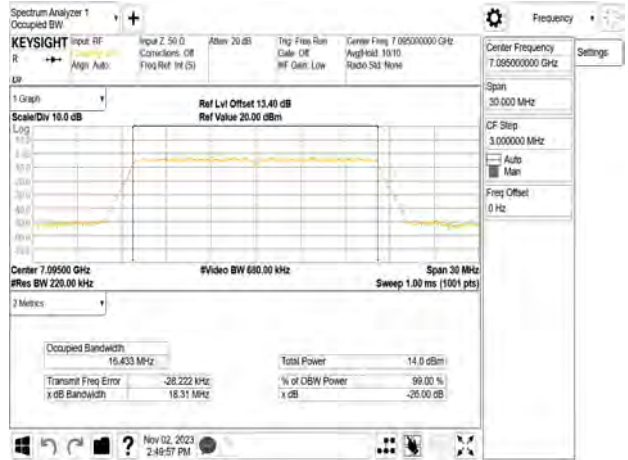 Spectrum Analyzer 1
Occupied BW
Frequency
KEYSIGHT
Input: RF
Input Z: 50 Ω
Atten: 20 dB
Trig: Free Run
Center Freq: 7.095000000 GHz
R
Corrections: Off
Gate: Off
Avg|Hold: 10/10
Align: Auto
Freq Ref: Int (S)
#IF Gain: Low
Radio Std: None
Center Frequency
7.095000000 GHz
Settings
Span
30.000 MHz
CF Step
3.000000 MHz
Auto
Man
Freq Offset
0 Hz
1 Graph
Scale/Div 10.0 dB
Ref Lvl Offset 13.40 dB
Ref Value 20.00 dBm
Log
Center 7.09500 GHz
#Video BW 680.00 kHz
Span 30 MHz
#Res BW 220.00 kHz
Sweep 1.00 ms (1001 pts)
2 Metrics
Occupied Bandwidth
16.433 MHz
Total Power
14.0 dBm
Transmit Freq Error
-28.222 kHz
% of OBW Power
99.00 %
x dB Bandwidth
18.31 MHz
x dB
-26.00 dB
?
Nov 02, 2023
2:49:57 PM